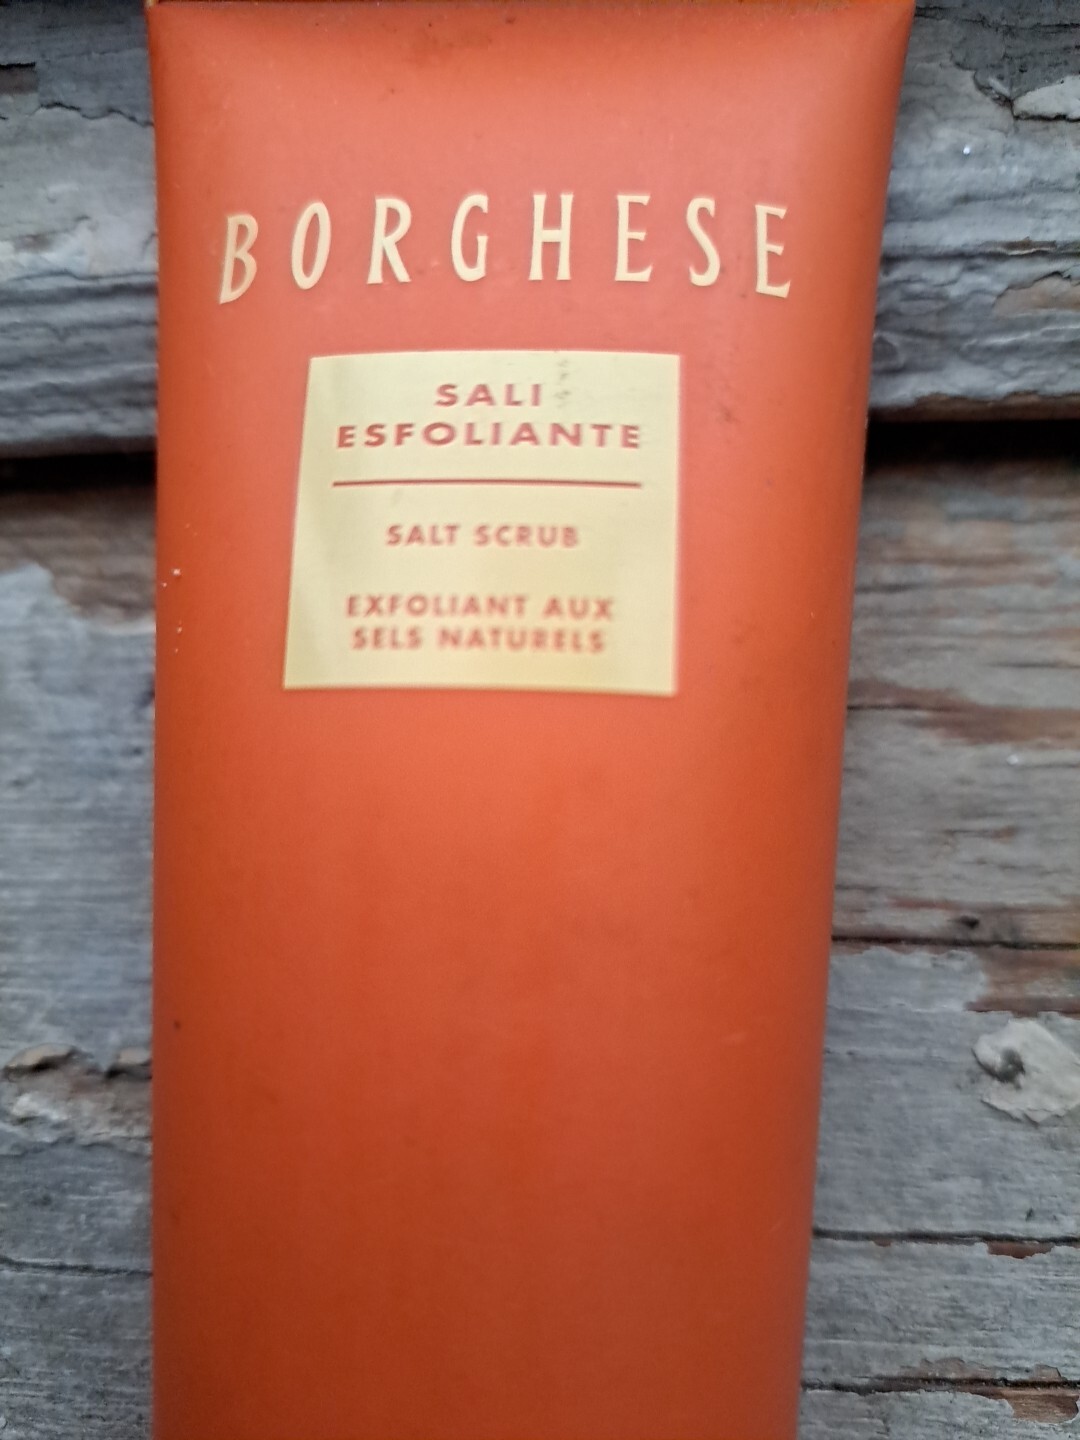 BORGHESE
SALI
ESFOLIANTE
SALT SCRUB
EXFOLIANT AUX
SELS NATURELS